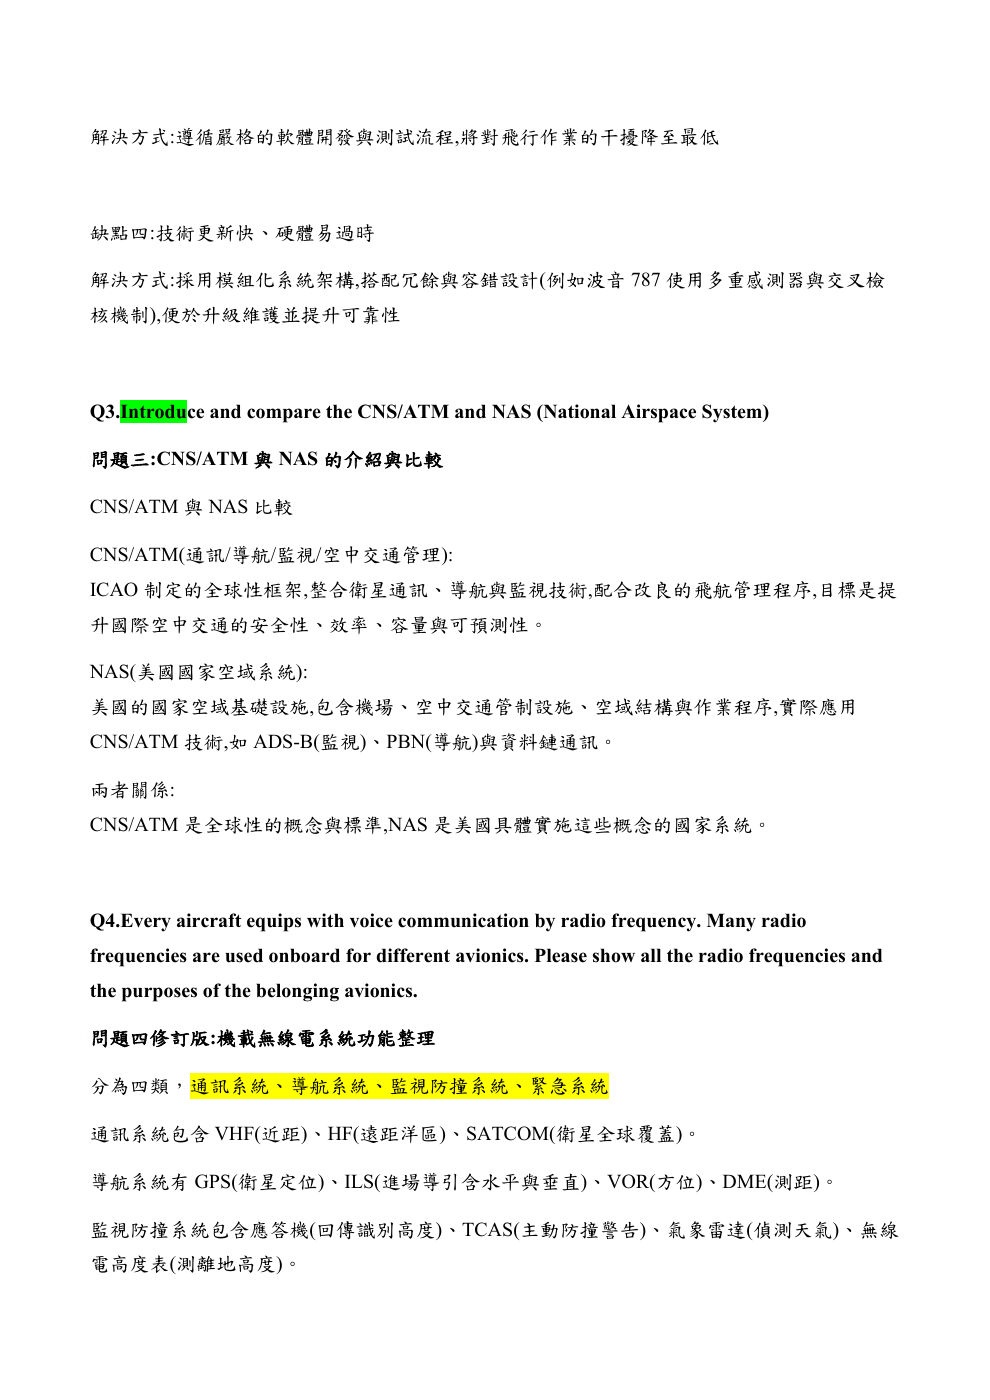 解決方式:遵循嚴格的軟體開發與測試流程,將對飛行作業的干擾降至最低
缺點四:技術更新快、硬體易過時
解決方式:採用模組化系統架構,搭配冗餘與容錯設計(例如波音 787 使用多重感測器與交叉檢
核機制),便於升級維護並提升可靠性
Q3.Introduce and compare the CNS/ATM and NAS (National Airspace System)
問題三:CNS/ATM 與 NAS 的介紹與比較
CNS/ATM 與 NAS 比較
CNS/ATM(通訊/導航/監視/空中交通管理):
ICAO 制定的全球性框架,整合衛星通訊、導航與監視技術,配合改良的飛航管理程序,目標是提
升國際空中交通的安全性、效率、容量與可預測性。
NAS(美國國家空域系統):
美國的國家空域基礎設施,包含機場、空中交通管制設施、空域結構與作業程序,實際應用
CNS/ATM 技術,如 ADS-B(監視)、PBN(導航)與資料鏈通訊。
兩者關係:
CNS/ATM 是全球性的概念與標準,NAS 是美國具體實施這些概念的國家系統。
Q4.Every aircraft equips with voice communication by radio frequency. Many radio
frequencies are used onboard for different avionics. Please show all the radio frequencies and
the purposes of the belonging avionics.
問題四修訂版:機載無線電系統功能整理
分為四類，通訊系統、導航系統、監視防撞系統、緊急系統
通訊系統包含 VHF(近距)、HF(遠距洋區)、SATCOM(衛星全球覆蓋)。
導航系統有 GPS(衛星定位)、ILS(進場導引含水平與垂直)、VOR(方位)、DME(測距)。
監視防撞系統包含應答機(回傳識別高度)、TCAS(主動防撞警告)、氣象雷達(偵測天氣)、無線
電高度表(測離地高度)。